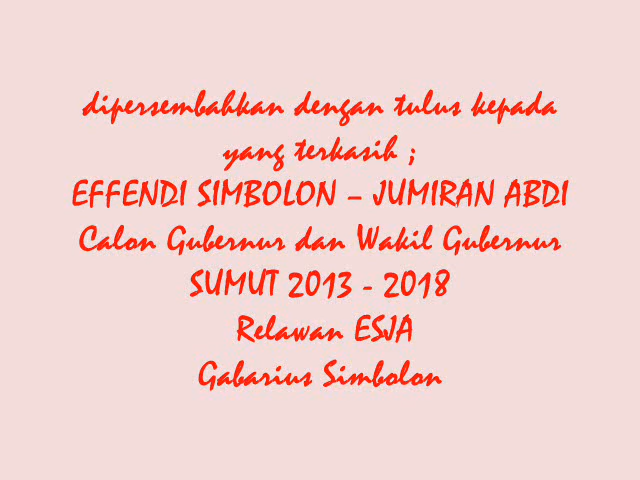 dipersembahkan dengan tulus kepada
yang terkasih ;
EFFENDI SIMBOLON – JUMIRAN ABDI
Calon Gubernur dan Wakil Gubernur
SUMUT 2013 - 2018
Relawan ESJA
Gabarius Simbolon